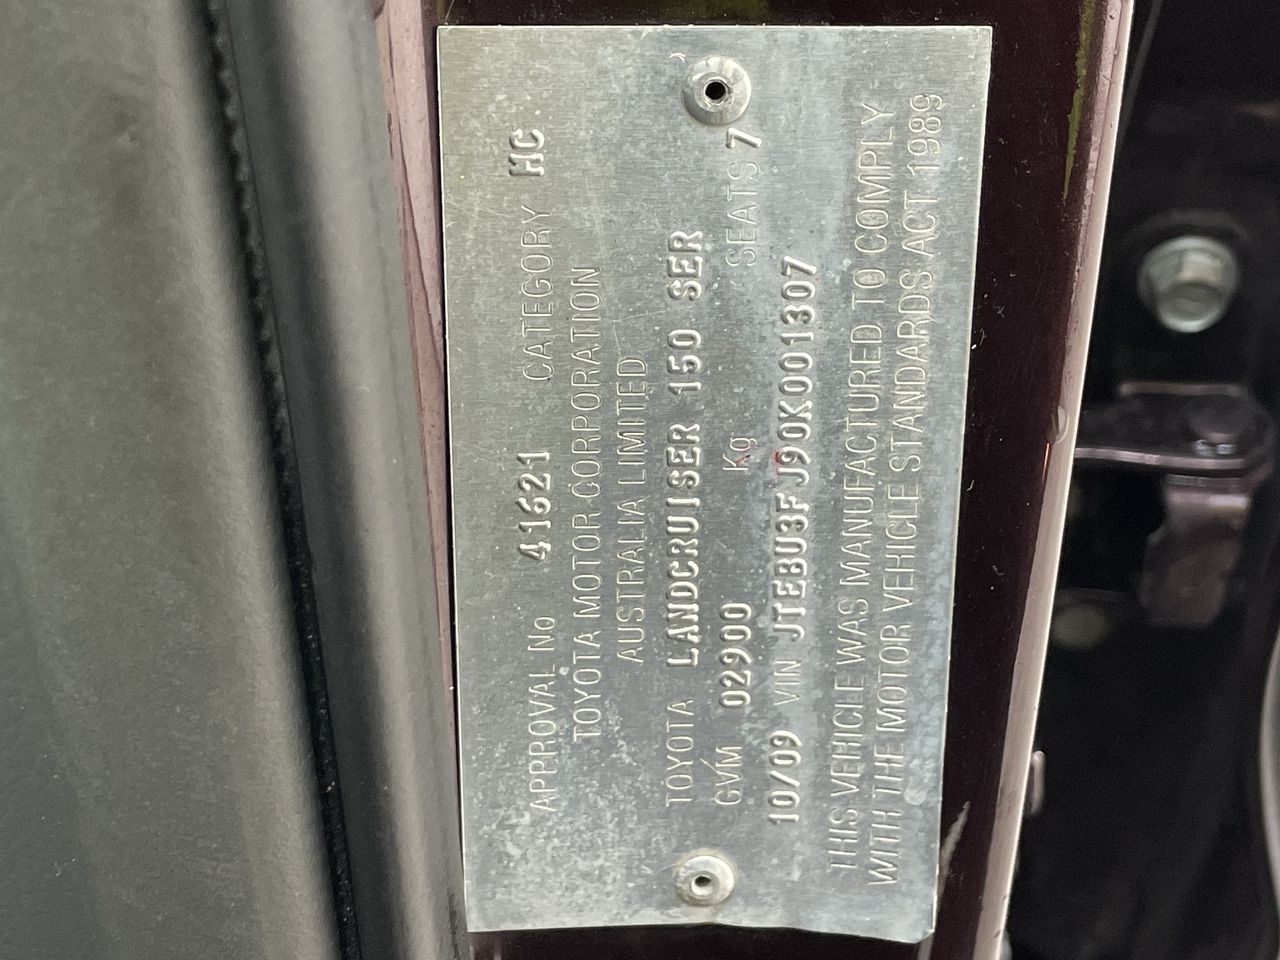 APPROVAL No 41621 CATEGORY MC
TOYOTA MOTOR CORPORATION
AUSTRALIA LIMITED
TOYOTA LANDCRUISER 150 SER
GVM 02900 Kg SEATS 7
10/09 VIN JTEBU3FJ90K001307
THIS VEHICLE WAS MANUFACTURED TO COMPLY
WITH THE MOTOR VEHICLE STANDARDS ACT 1989